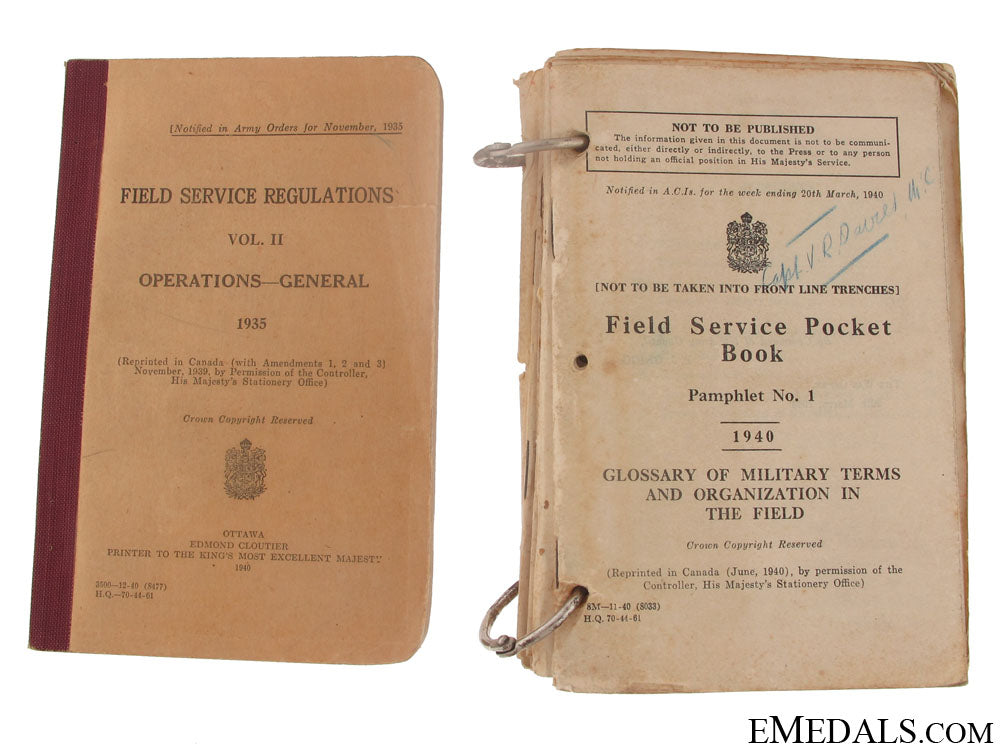 [Notified in Army Orders for November, 1935
FIELD SERVICE REGULATIONS
VOL. II
OPERATIONS—GENERAL
1935
(Reprinted in Canada (with Amendments 1, 2 and 3)
November, 1939, by Permission of the Controller,
His Majesty's Stationery Office)
Crown Copyright Reserved
OTTAWA
EDMOND CLOUTIER
PRINTER TO THE KING'S MOST EXCELLENT MAJESTY
1940
3500—12-40 (8477)
H.Q.—70-44-61
NOT TO BE PUBLISHED
The information given in this document is not to be communi-
cated, either directly or indirectly, to the Press or to any person
not holding an official position in His Majesty's Service.
Notified in A.C.Is. for the week ending 20th March, 1940
Capt V R Davies, M.C.
[NOT TO BE TAKEN INTO FRONT LINE TRENCHES]
Field Service Pocket
Book
Pamphlet No. 1
1940
GLOSSARY OF MILITARY TERMS
AND ORGANIZATION IN
THE FIELD
Crown Copyright Reserved
(Reprinted in Canada (June, 1940), by permission of the
Controller, His Majesty's Stationery Office)
8M—11-40 (8033)
H.Q. 70-44-61
EMEDALS.COM